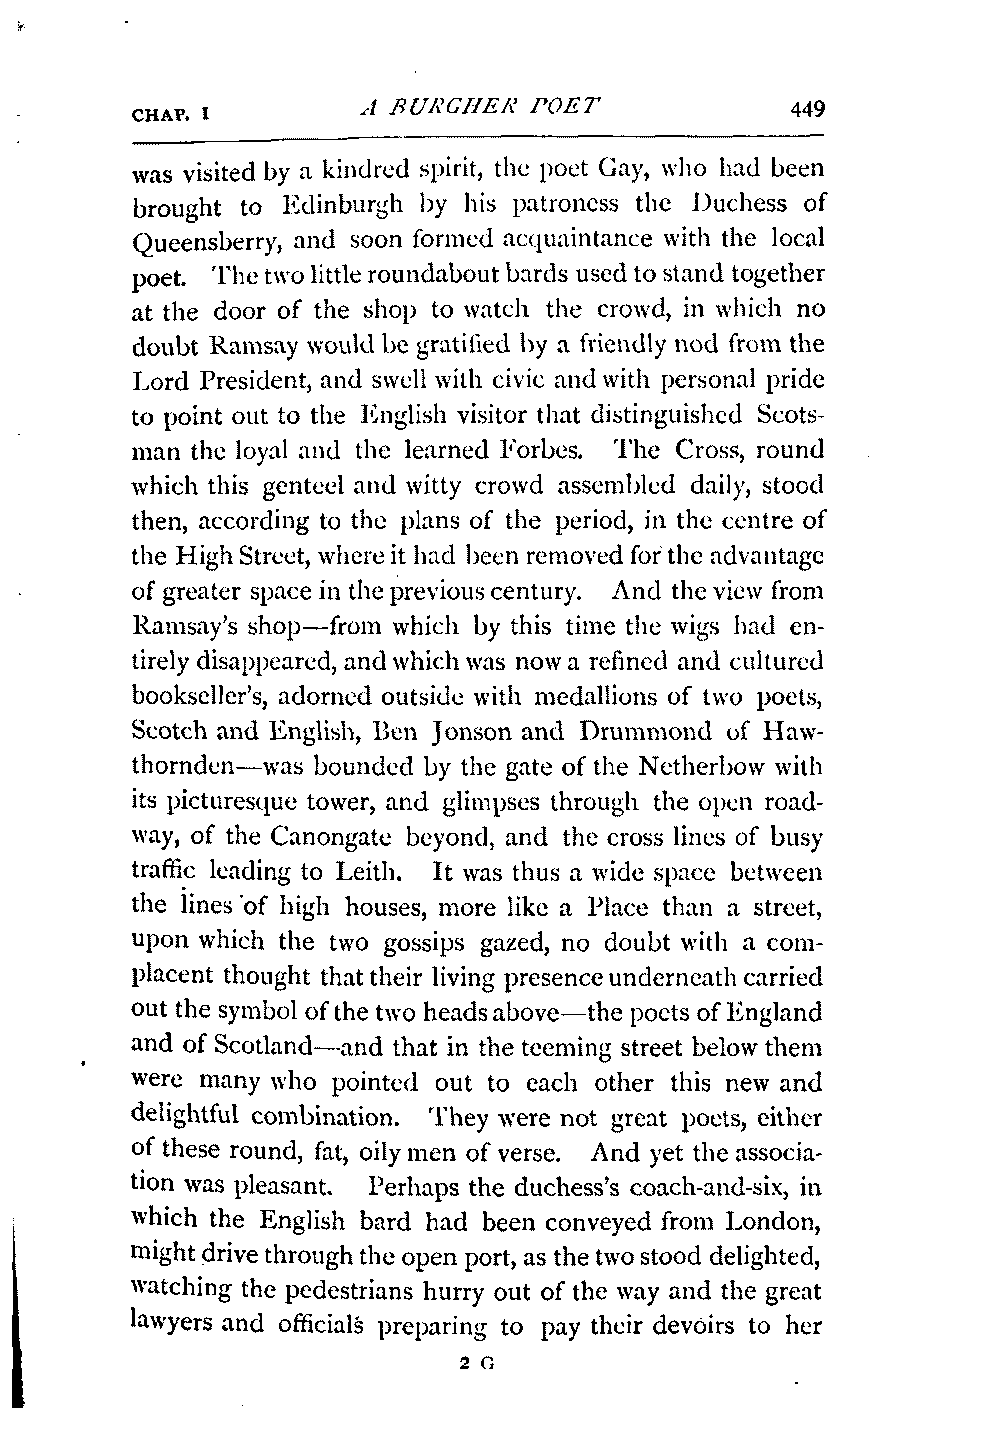 CHAP. I A BURGHER POET 449
was visited by a kindred spirit, the poet Gay, who had been
brought to Edinburgh by his patroness the Duchess of
Queensberry, and soon formed acquaintance with the local
poet. The two little roundabout bards used to stand together
at the door of the shop to watch the crowd, in which no
doubt Ramsay would be gratified by a friendly nod from the
Lord President, and swell with civic and with personal pride
to point out to the English visitor that distinguished Scots-
man the loyal and the learned Forbes. The Cross, round
which this genteel and witty crowd assembled daily, stood
then, according to the plans of the period, in the centre of
the High Street, where it had been removed for the advantage
of greater space in the previous century. And the view from
Ramsay's shop—from which by this time the wigs had en-
tirely disappeared, and which was now a refined and cultured
bookseller's, adorned outside with medallions of two poets,
Scotch and English, Ben Jonson and Drummond of Haw-
thornden—was bounded by the gate of the Netherbow with
its picturesque tower, and glimpses through the open road-
way, of the Canongate beyond, and the cross lines of busy
traffic leading to Leith. It was thus a wide space between
the lines of high houses, more like a Place than a street,
upon which the two gossips gazed, no doubt with a com-
placent thought that their living presence underneath carried
out the symbol of the two heads above—the poets of England
and of Scotland—and that in the teeming street below them
were many who pointed out to each other this new and
delightful combination. They were not great poets, either
of these round, fat, oily men of verse. And yet the associa-
tion was pleasant. Perhaps the duchess's coach-and-six, in
which the English bard had been conveyed from London,
might drive through the open port, as the two stood delighted,
watching the pedestrians hurry out of the way and the great
lawyers and officials preparing to pay their devoirs to her
2 G